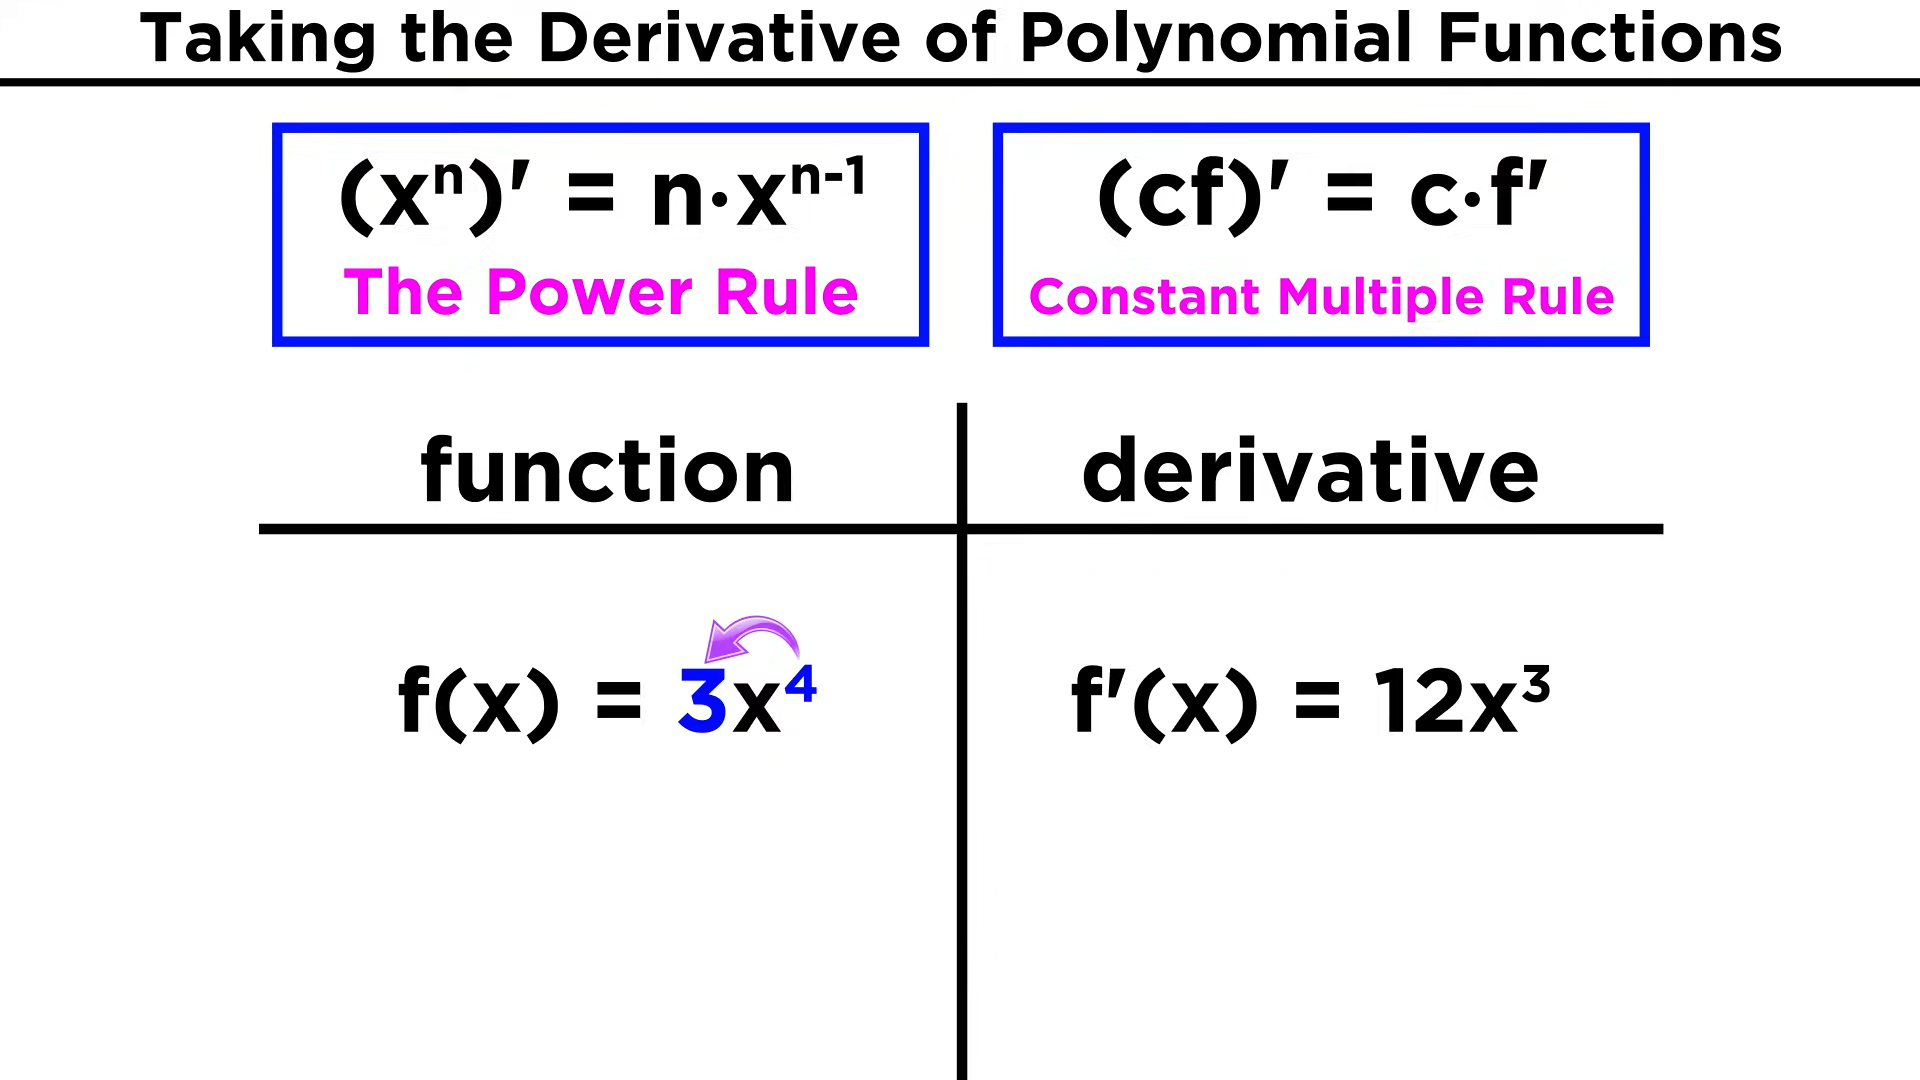 Taking the Derivative of Polynomial Functions
(xⁿ)' = n·xⁿ⁻¹
The Power Rule
(cf)' = c·f'
Constant Multiple Rule
function
derivative
f(x) = 3x⁴
f'(x) = 12x³